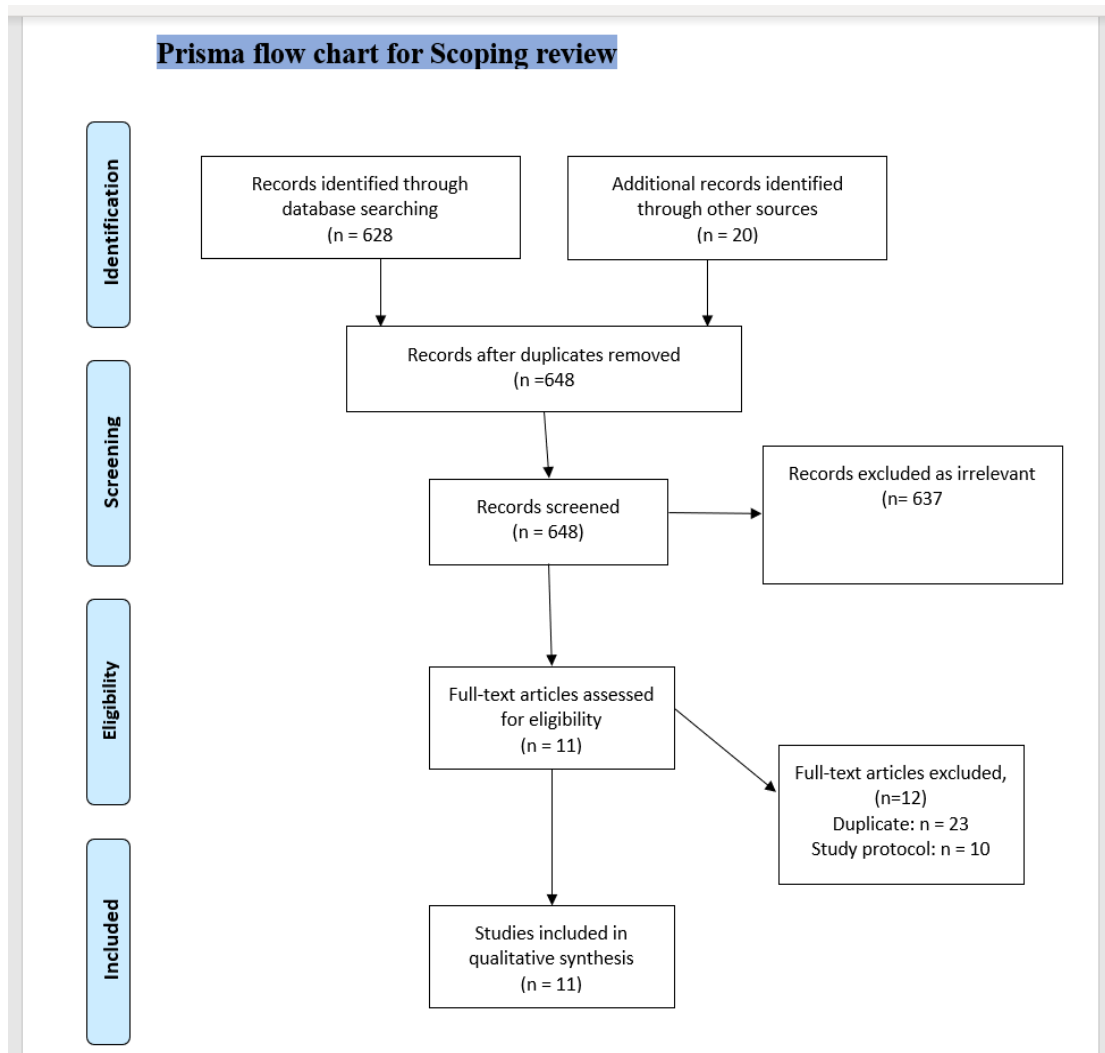 Prisma flow chart for Scoping review
Identification
Records identified through
database searching
(n = 628
Additional records identified
through other sources
(n = 20)
Records after duplicates removed
(n =648
Screening
Records screened
(n = 648)
Records excluded as irrelevant
(n= 637
Eligibility
Full-text articles assessed
for eligibility
(n = 11)
Full-text articles excluded,
(n=12)
Duplicate: n = 23
Study protocol: n = 10
Included
Studies included in
qualitative synthesis
(n = 11)